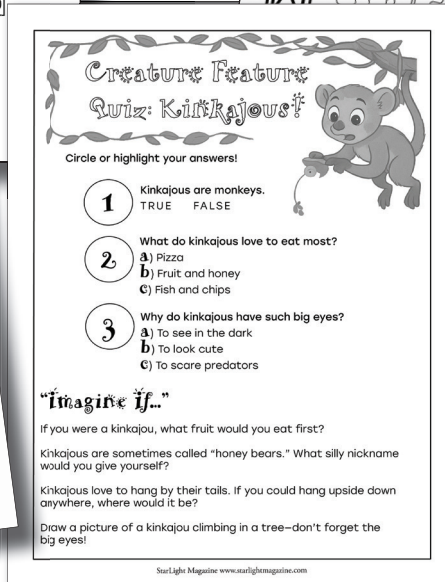 Creature Feature
Quiz: Kinkajous!
Circle or highlight your answers!
1
Kinkajous are monkeys.
TRUE FALSE
2
What do kinkajous love to eat most?
a) Pizza
b) Fruit and honey
c) Fish and chips
3
Why do kinkajous have such big eyes?
a) To see in the dark
b) To look cute
c) To scare predators
"Imagine If..."
If you were a kinkajou, what fruit would you eat first?
Kinkajous are sometimes called "honey bears." What silly nickname
would you give yourself?
Kinkajous love to hang by their tails. If you could hang upside down
anywhere, where would it be?
Draw a picture of a kinkajou climbing in a tree—don't forget the
big eyes!
StarLight Magazine www.starlightmagazine.com